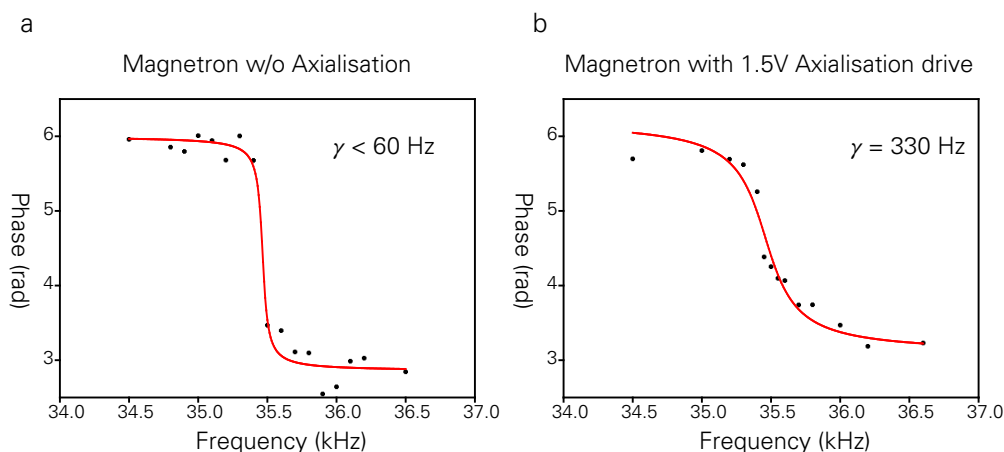 a
Magnetron w/o Axialisation
γ < 60 Hz
6
5
4
3
Phase (rad)
34.0 34.5 35.0 35.5 36.0 36.5 37.0
Frequency (kHz)
b
Magnetron with 1.5V Axialisation drive
γ = 330 Hz
6
5
4
3
Phase (rad)
34.0 34.5 35.0 35.5 36.0 36.5 37.0
Frequency (kHz)